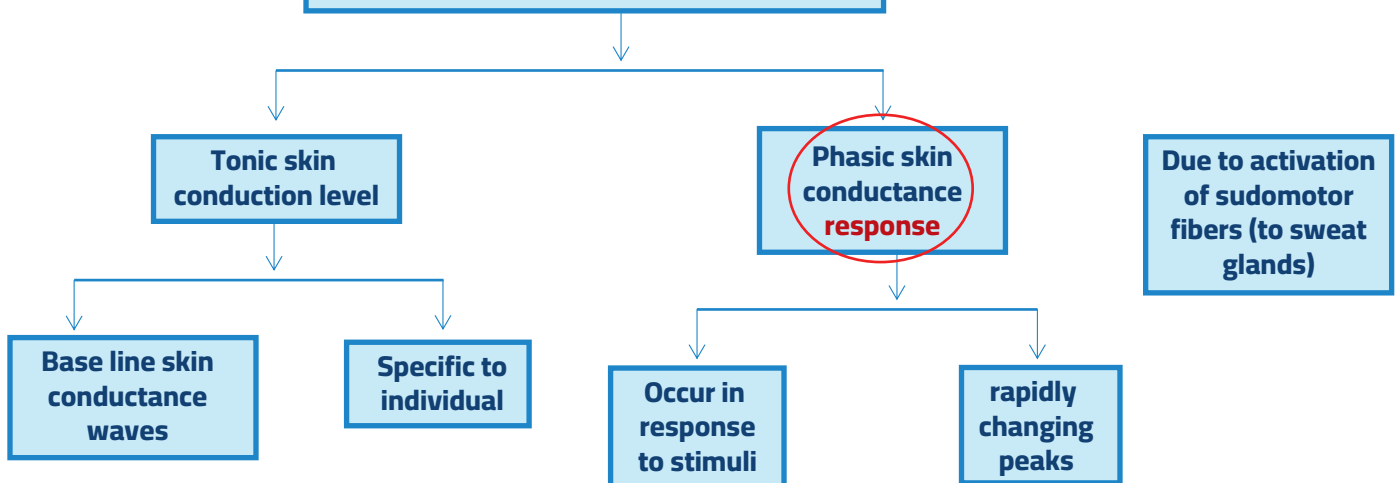 Tonic skin
conduction level
Phasic skin
conductance
response
Due to activation
of sudomotor
fibers (to sweat
glands)
Base line skin
conductance
waves
Specific to
individual
Occur in
response
to stimuli
rapidly
changing
peaks